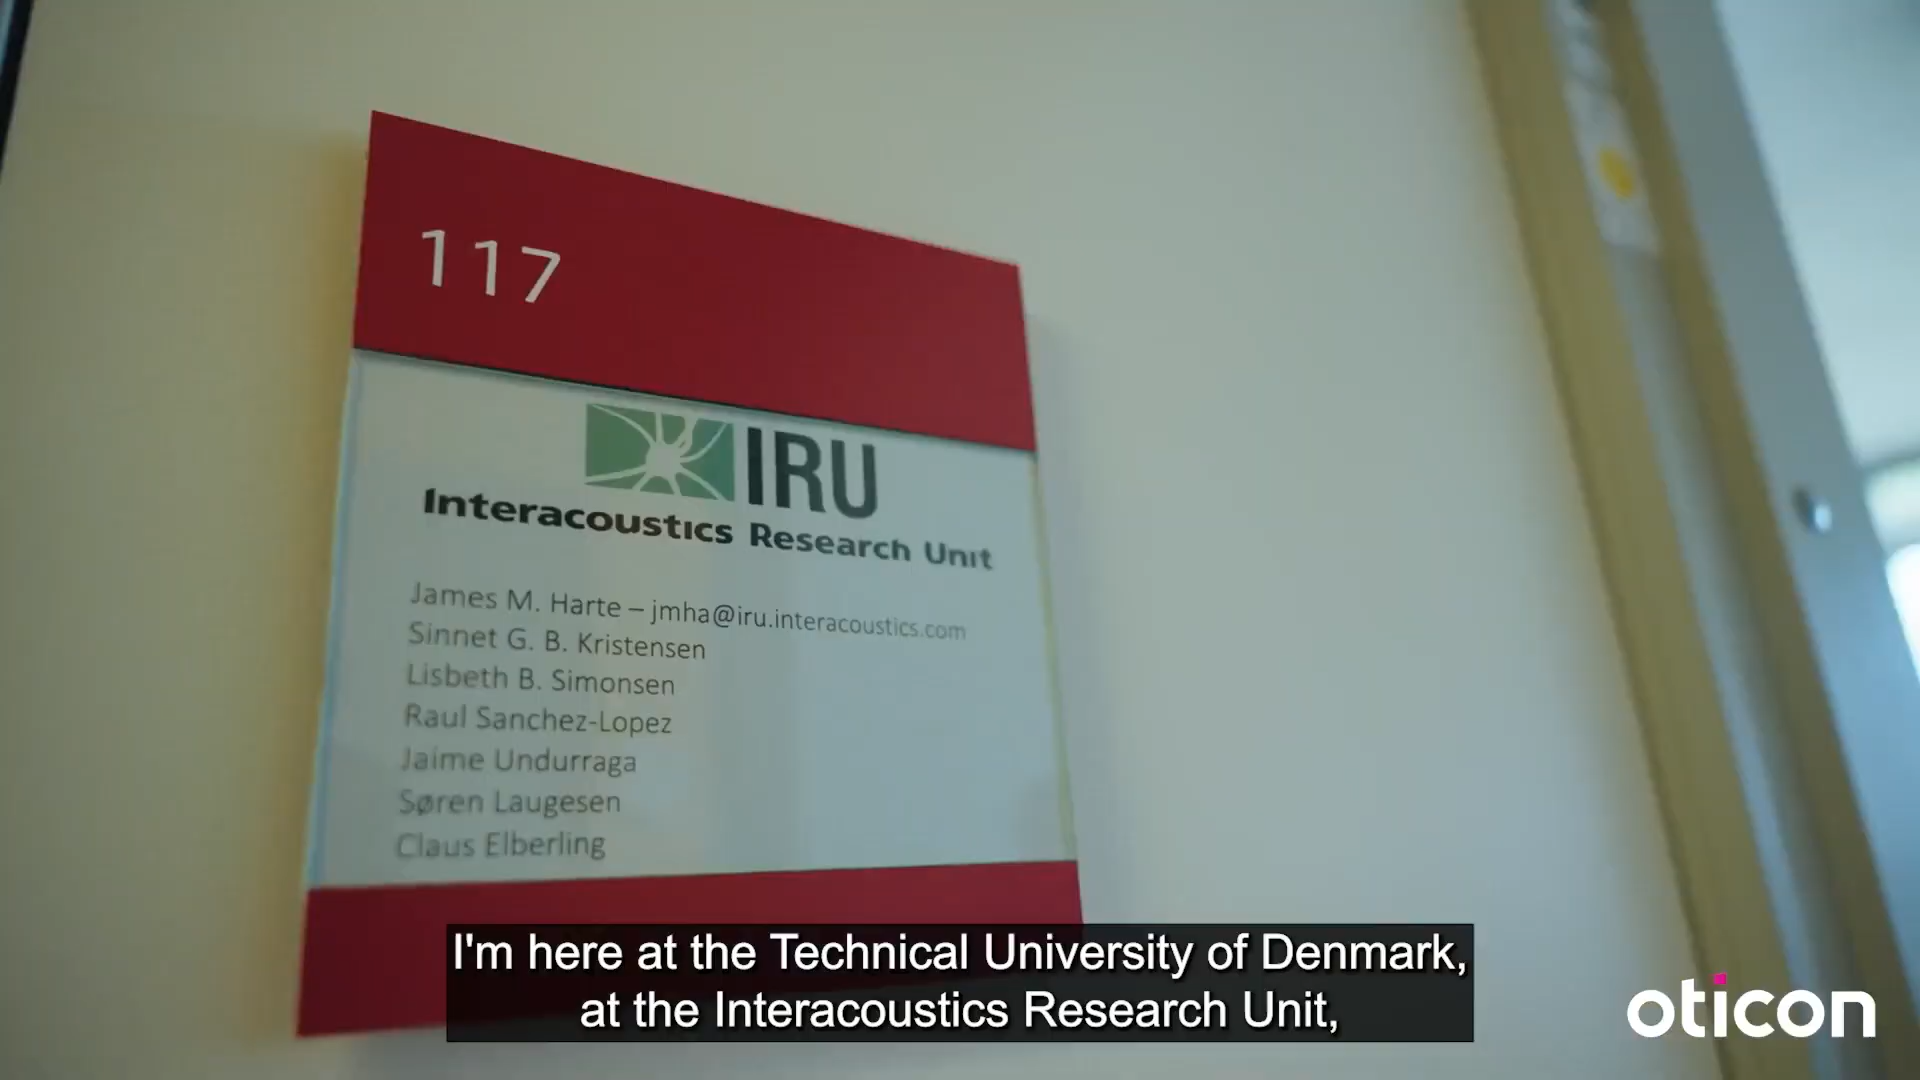 117
IRU
Interacoustics Research Unit
James M. Harte – jmha@iru.interacoustics.com
Sinnet G. B. Kristensen
Lisbeth B. Simonsen
Raul Sanchez-Lopez
Jaime Undurraga
Søren Laugesen
Claus Elberling
I'm here at the Technical University of Denmark,
at the Interacoustics Research Unit,
oticon